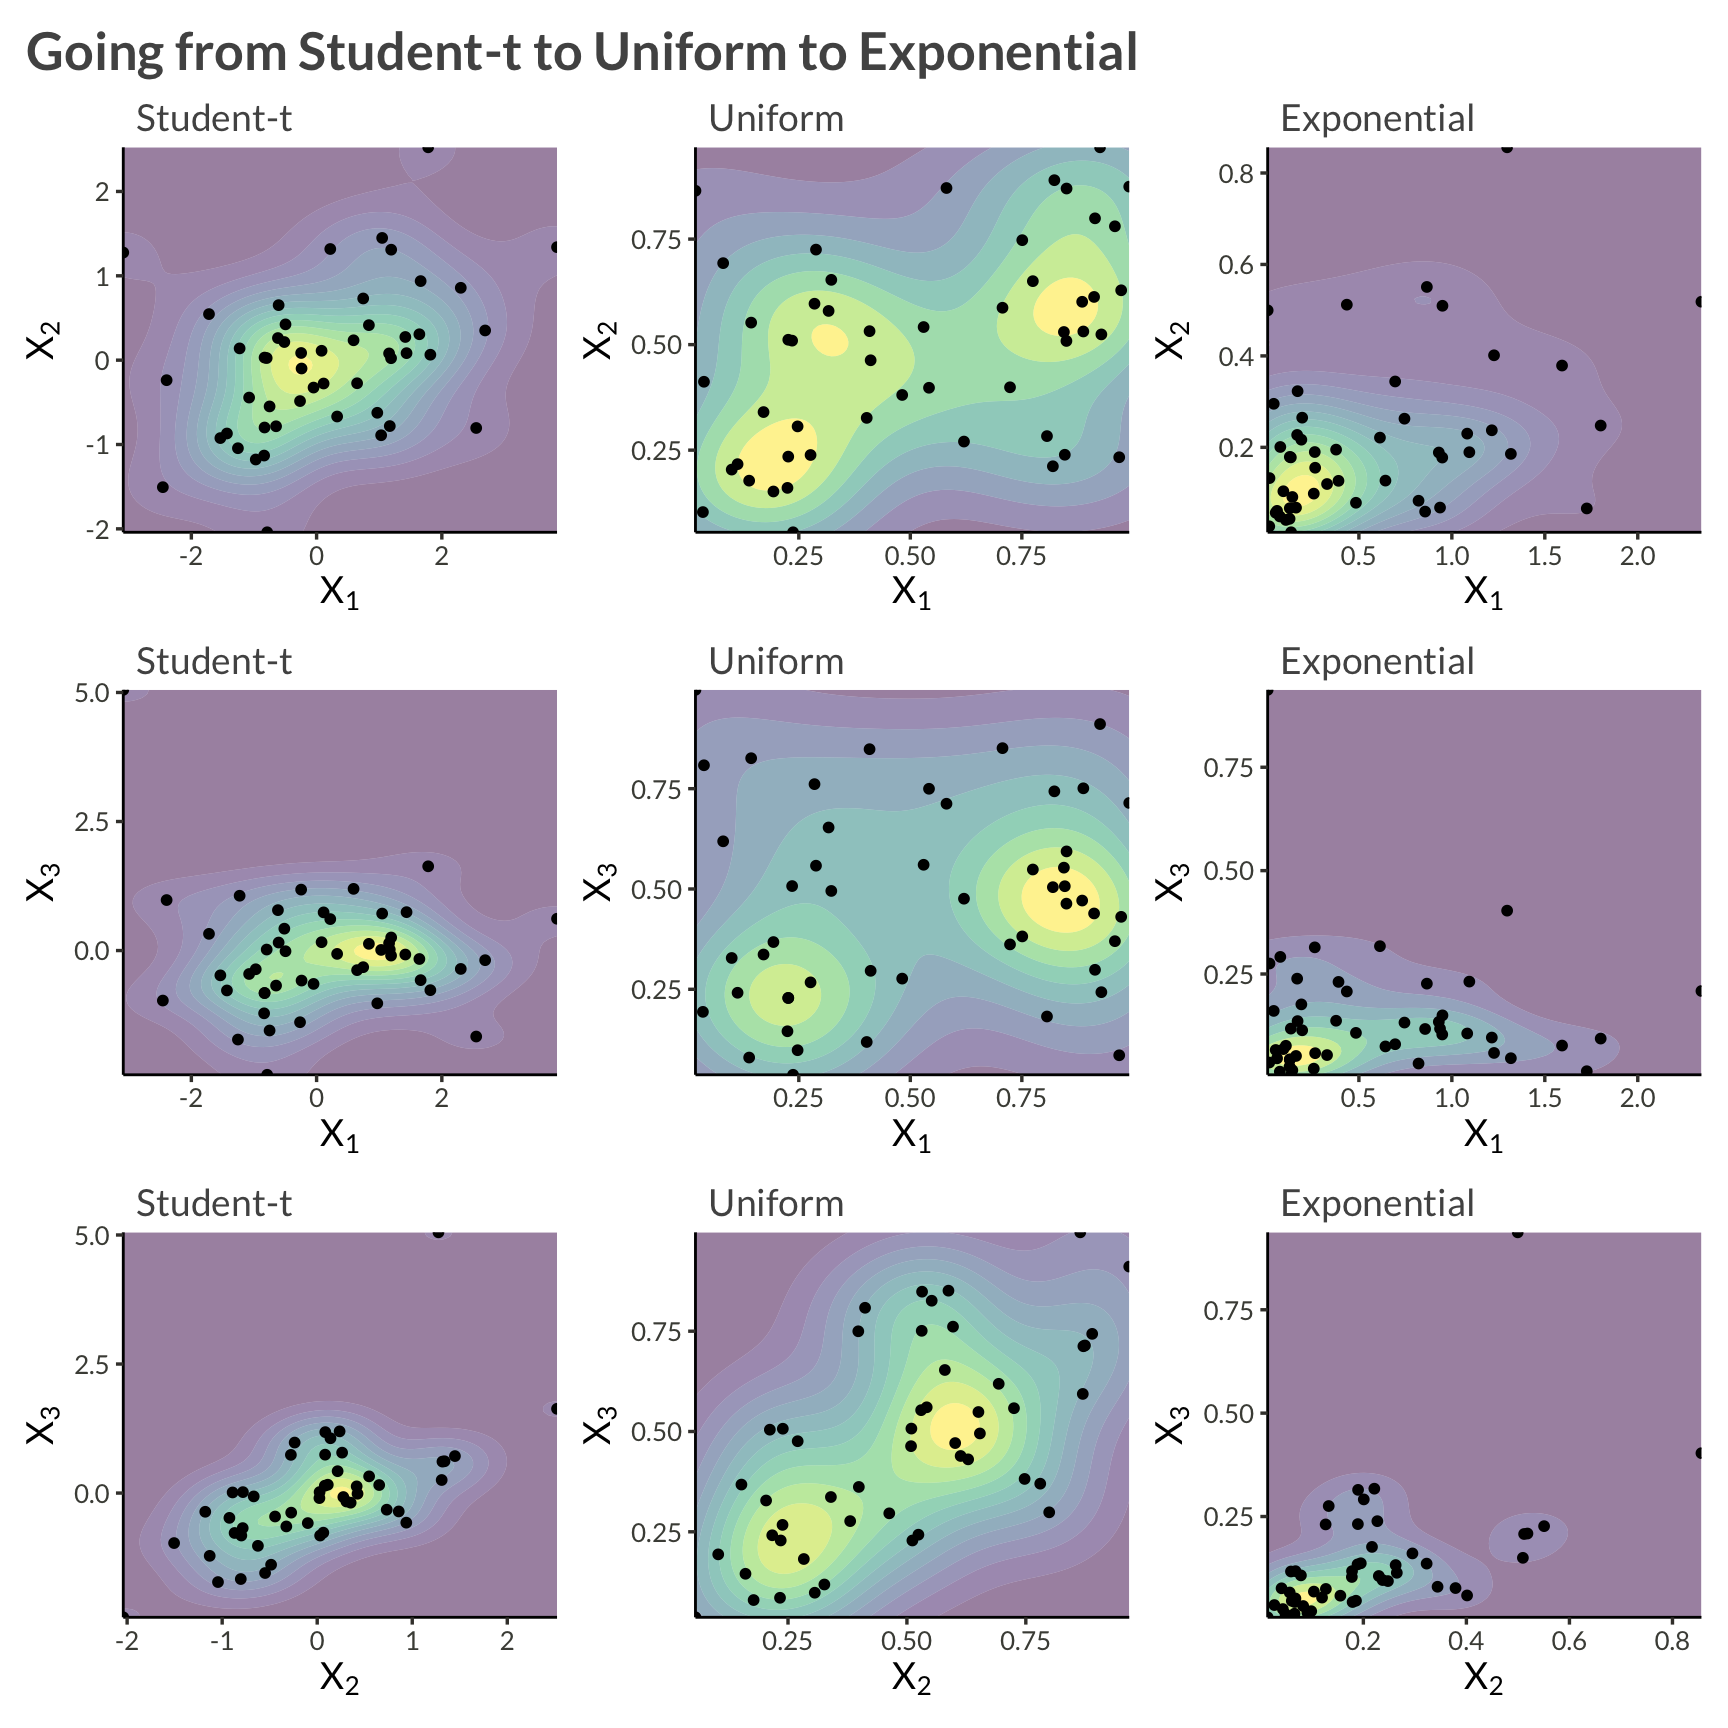 Going from Student-t to Uniform to Exponential
Student-t
Uniform
Exponential
2
1
0
-1
-2
X2
-2
0
2
X1
0.75
0.50
0.25
X2
0.25
0.50
0.75
X1
0.8
0.6
0.4
0.2
X2
0.5
1.0
1.5
2.0
X1
Student-t
Uniform
Exponential
5.0
2.5
0.0
X3
-2
0
2
X1
0.75
0.50
0.25
X3
0.25
0.50
0.75
X1
0.75
0.50
0.25
X3
0.5
1.0
1.5
2.0
X1
Student-t
Uniform
Exponential
5.0
2.5
0.0
X3
-2
-1
0
1
2
X2
0.75
0.50
0.25
X3
0.25
0.50
0.75
X2
0.75
0.50
0.25
X3
0.2
0.4
0.6
0.8
X2